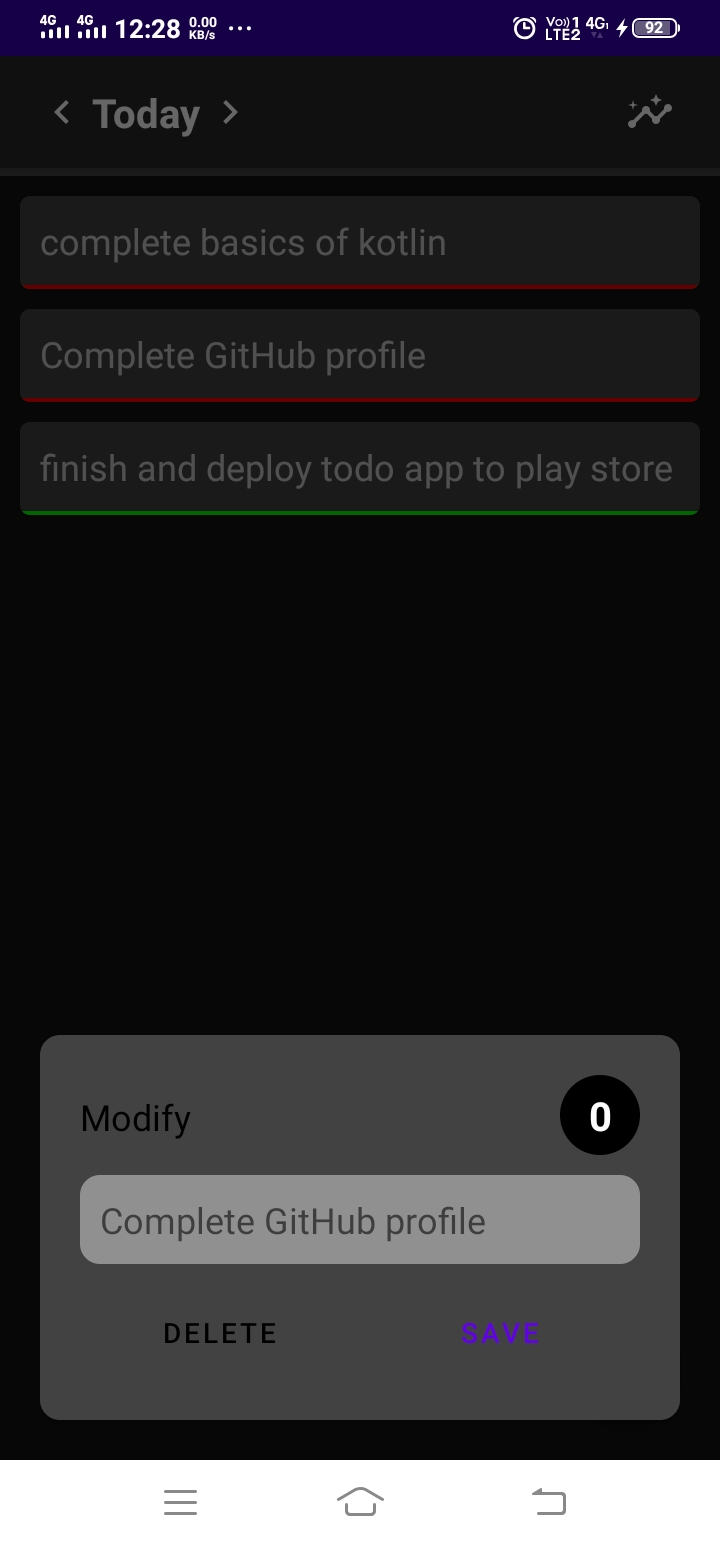 4G 4G 12:28 0.00 KB/s ... Vo)) 1 LTE2 4G 92
Today
complete basics of kotlin
Complete GitHub profile
finish and deploy todo app to play store
Modify 0
Complete GitHub profile
DELETE SAVE